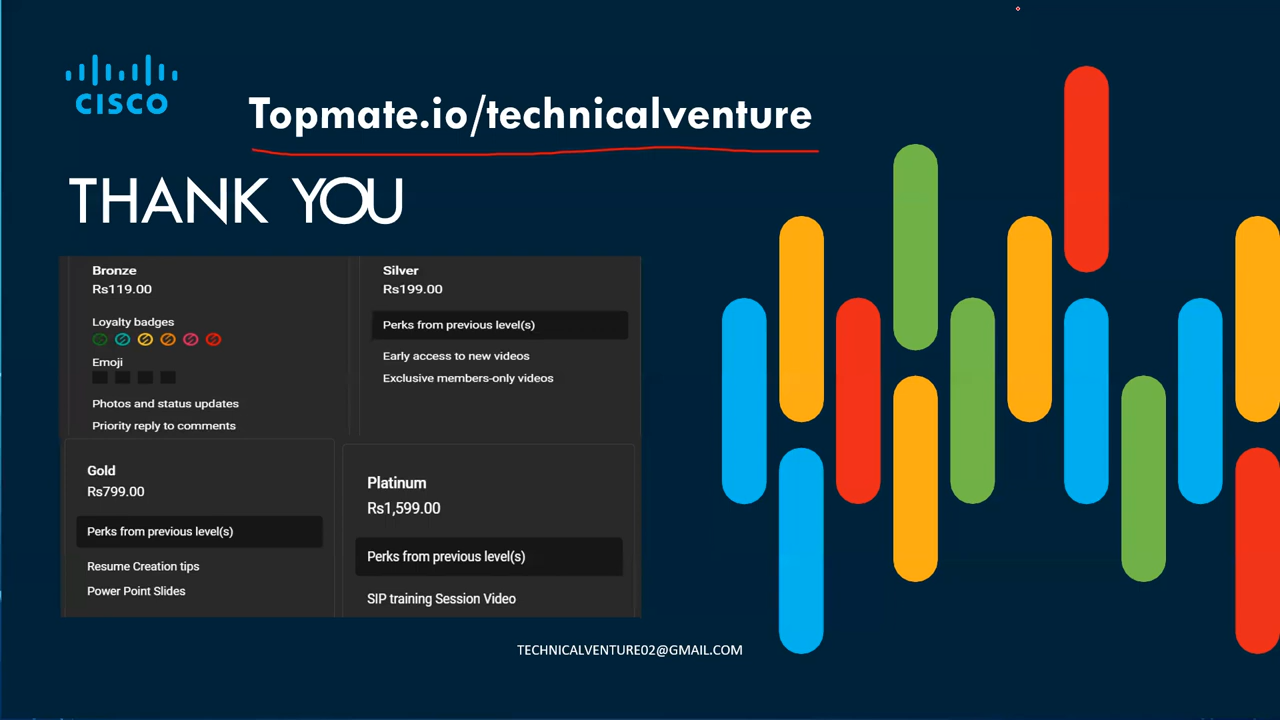 CISCO
Topmate.io/technicalventure
THANK YOU
Bronze
Rs119.00
Loyalty badges
Emoji
Photos and status updates
Priority reply to comments
Silver
Rs199.00
Perks from previous level(s)
Early access to new videos
Exclusive members-only videos
Gold
Rs799.00
Perks from previous level(s)
Resume Creation tips
Power Point Slides
Platinum
Rs1,599.00
Perks from previous level(s)
SIP training Session Video
TECHNICALVENTURE02@GMAIL.COM